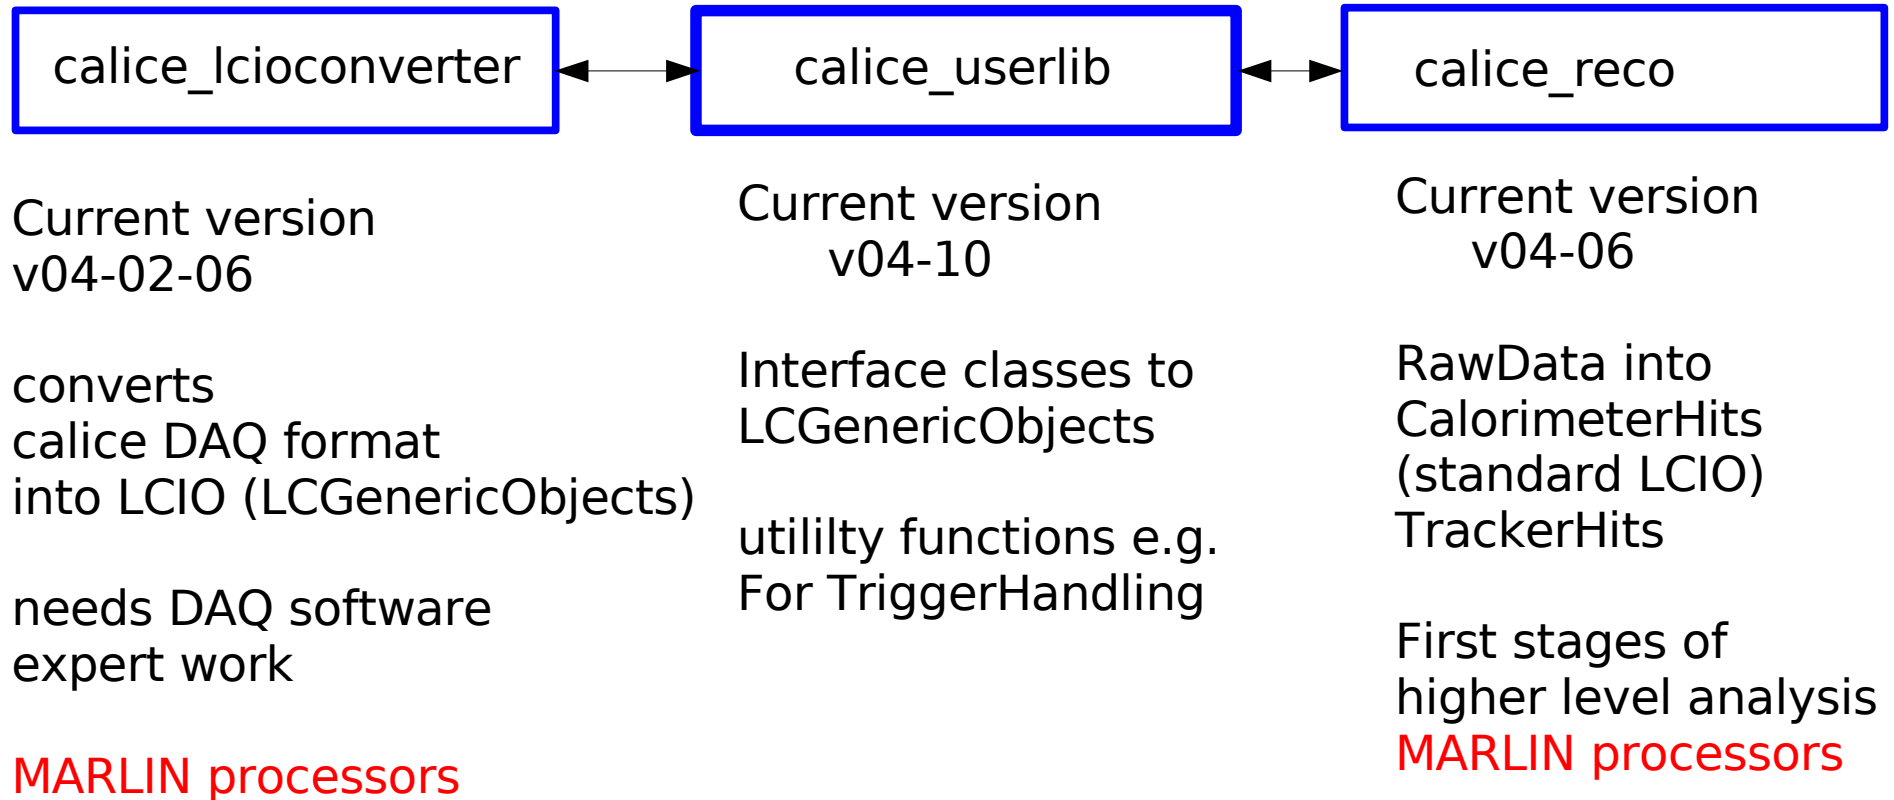 calice_lcioconverter
calice_userlib
calice_reco
Current version
v04-02-06
converts
calice DAQ format
into LCIO (LCGenericObjects)
needs DAQ software
expert work
MARLIN processors
Current version
v04-10
Interface classes to
LCGenericObjects
utililty functions e.g.
For TriggerHandling
Current version
v04-06
RawData into
CalorimeterHits
(standard LCIO)
TrackerHits
First stages of
higher level analysis
MARLIN processors